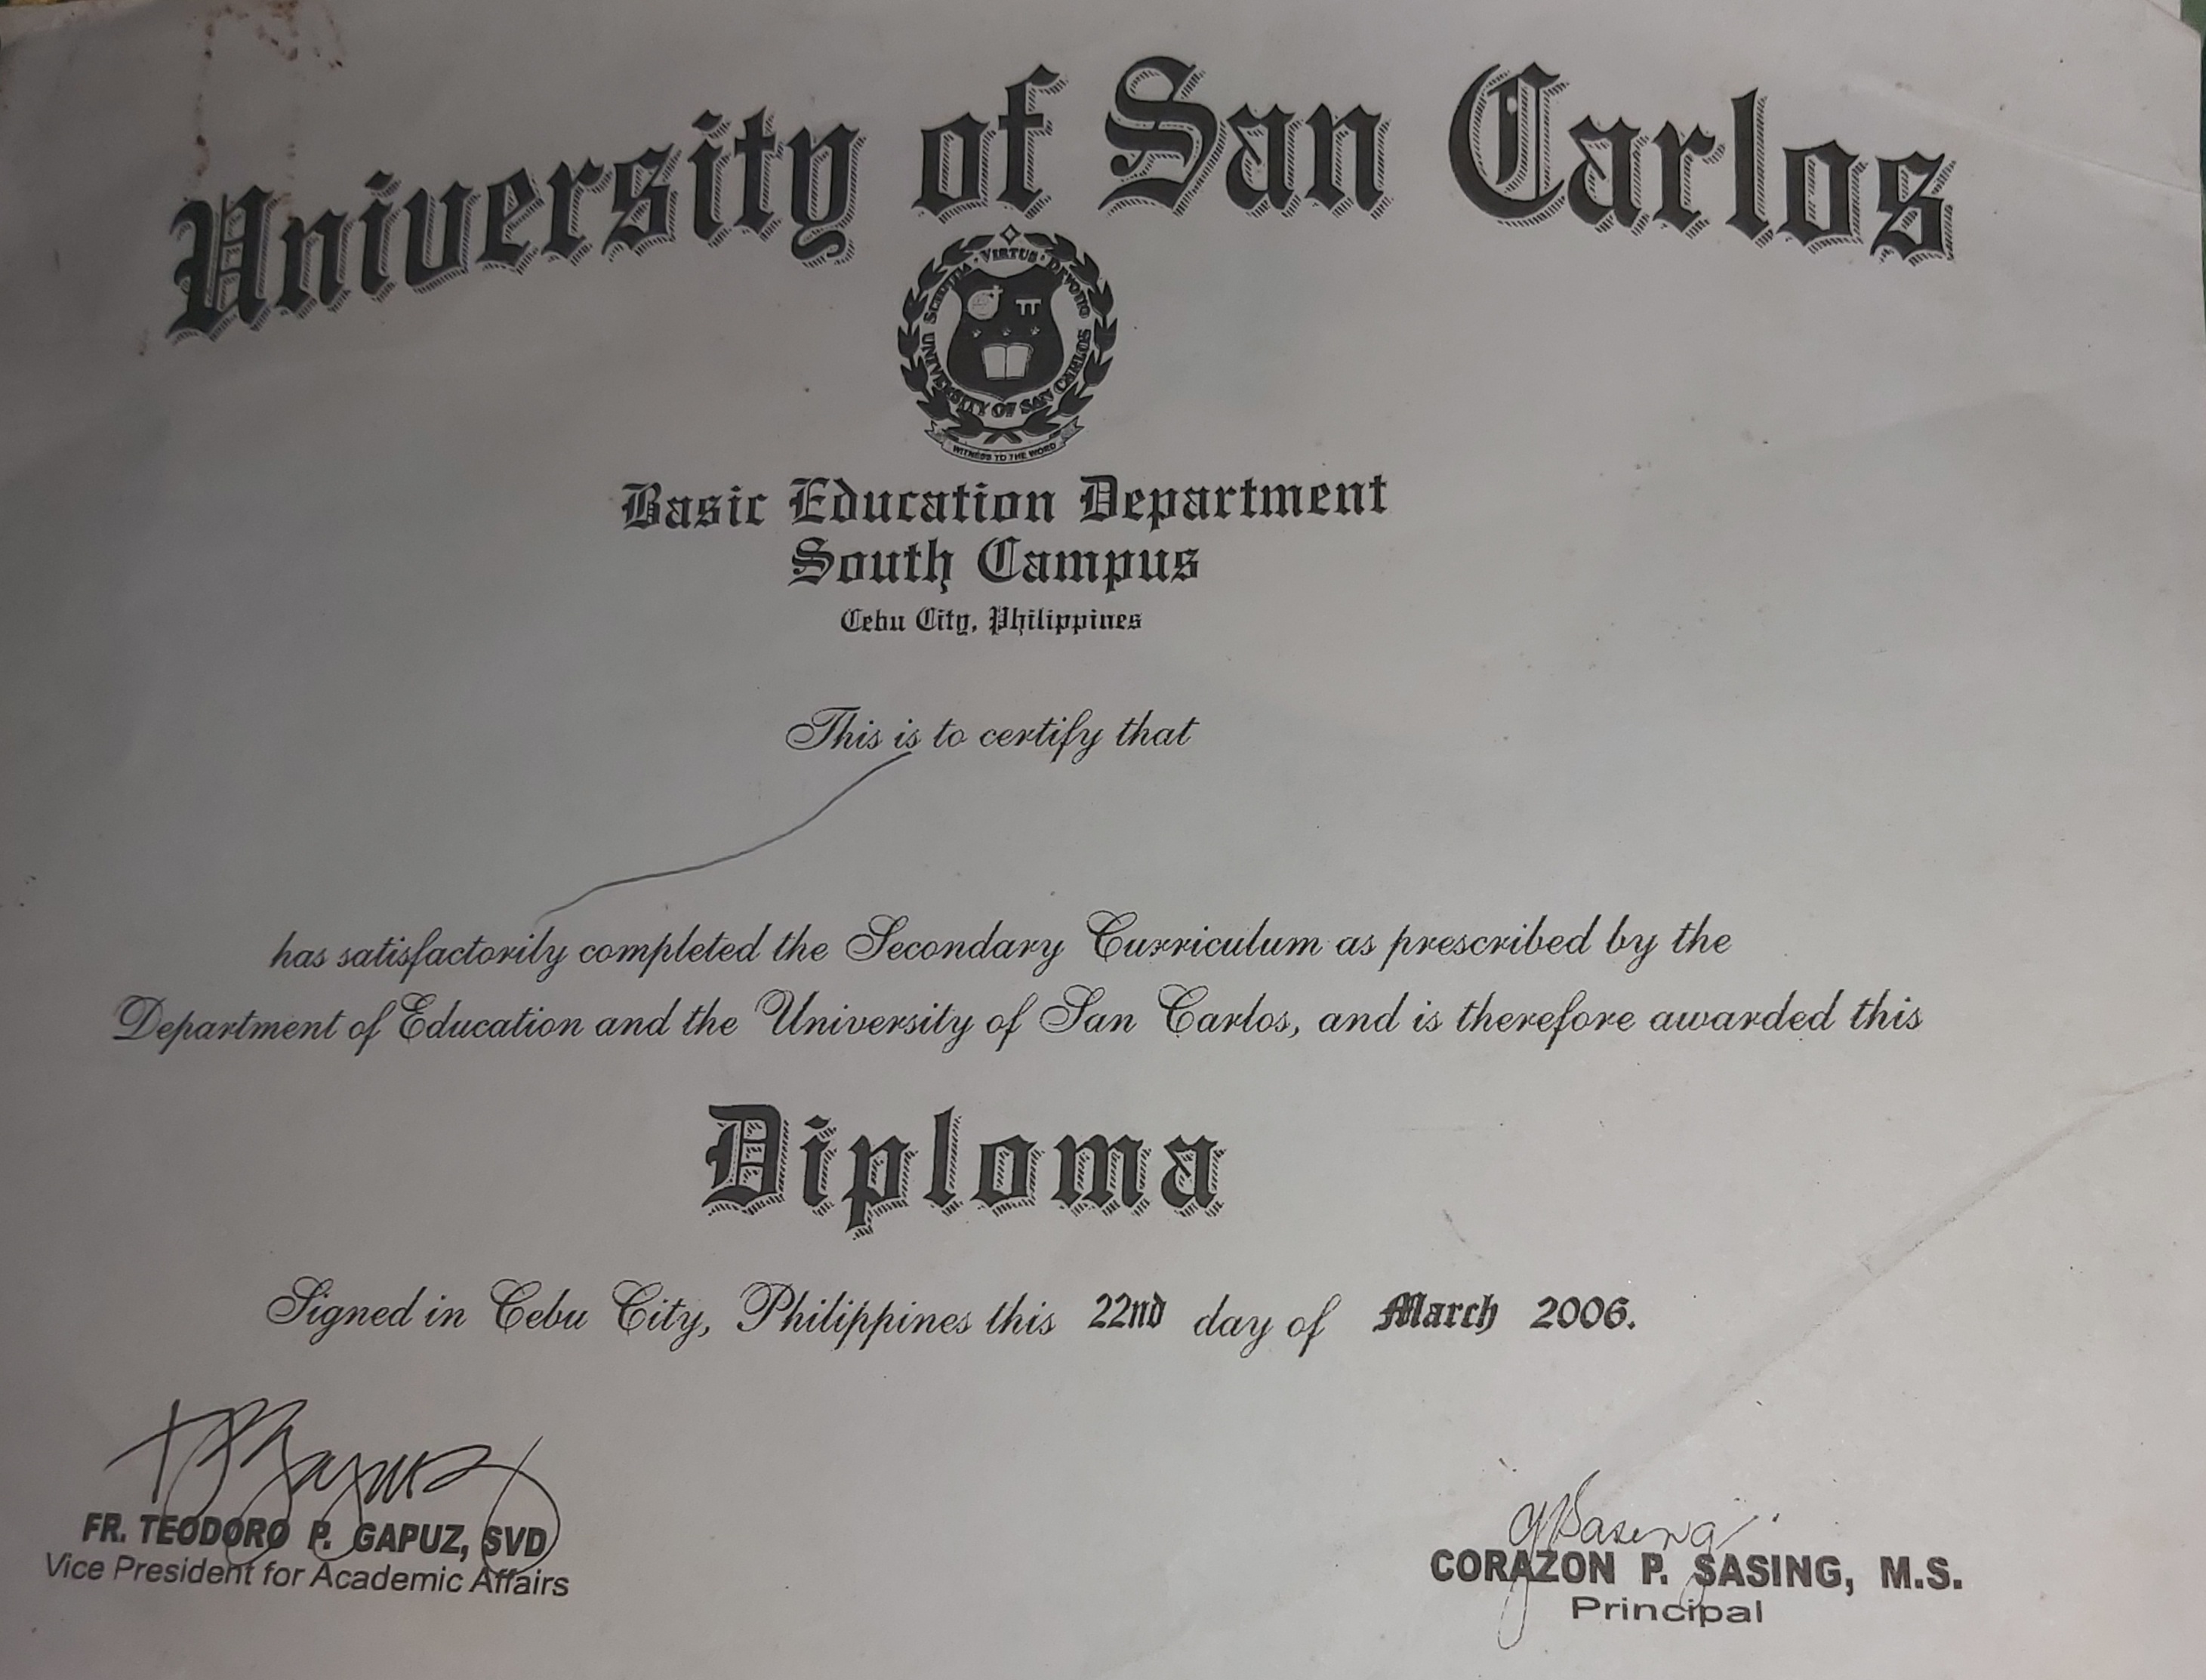 University of San Carlos
SCIENTIA · VIRTUS · DEVOTIO
UNIVERSITY OF SAN CARLOS
WITNESS TO THE WORD
Basic Education Department
South Campus
Cebu City, Philippines
This is to certify that
has satisfactorily completed the Secondary Curriculum as prescribed by the
Department of Education and the University of San Carlos, and is therefore awarded this
Diploma
Signed in Cebu City, Philippines this 22nd day of March 2006.
FR. TEODORO P. GAPUZ, SVD
Vice President for Academic Affairs
CORAZON P. SASING, M.S.
Principal